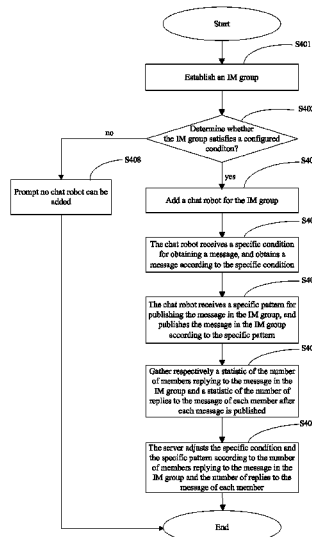 Start
S401
Establish an IM group
Determine whether
the IM group satisfies a configured
conditon?
no
yes
S408
Prompt no chat robot can be
added
Add a chat robot for the IM group
The chat robot receives a specific condition
for obtaining a message, and obtains a
message according to the specific condition
The chat robot receives a specific pattern for
publishing the message in the IM group, and
publishes the message in the IM group
according to the specific pattern
Gather respectively a statistic of the number
of members replying to the message in the
IM group and a statistic of the number of
replies to the message of each member after
each message is published
The server adjusts the specific condition and
the specific pattern according to the number
of members replying to the message in the
IM group and the number of replies to the
message of each member
End